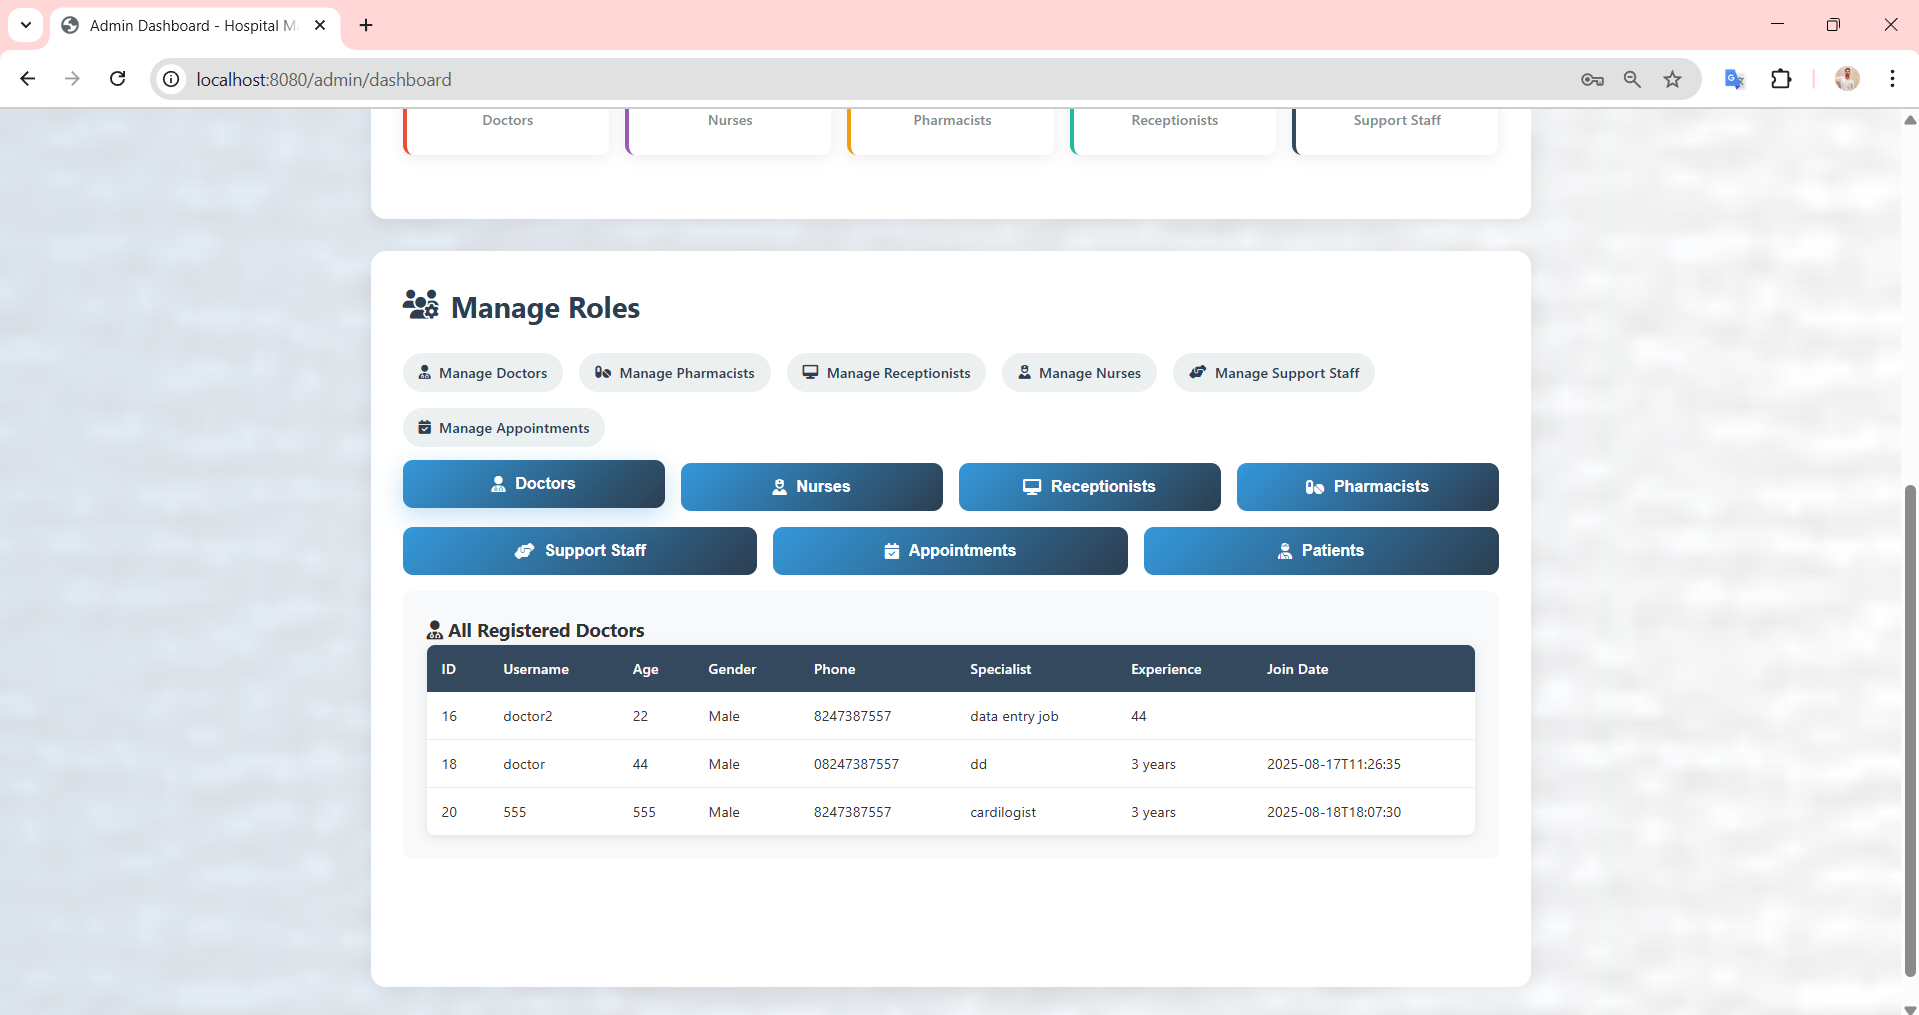 Admin Dashboard - Hospital M
localhost:8080/admin/dashboard
Doctors Nurses Pharmacists Receptionists Support Staff
Manage Roles
Manage Doctors Manage Pharmacists Manage Receptionists Manage Nurses Manage Support Staff
Manage Appointments
Doctors Nurses Receptionists Pharmacists
Support Staff Appointments Patients
All Registered Doctors
ID Username Age Gender Phone Specialist Experience Join Date
16 doctor2 22 Male 8247387557 data entry job 44
18 doctor 44 Male 08247387557 dd 3 years 2025-08-17T11:26:35
20 555 555 Male 8247387557 cardilogist 3 years 2025-08-18T18:07:30